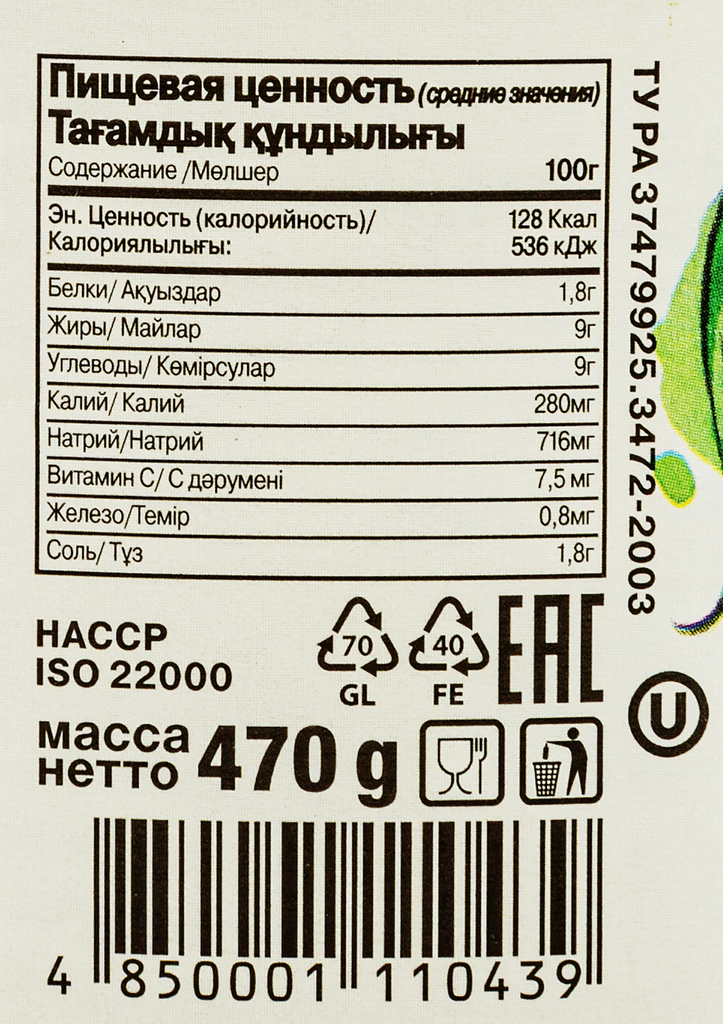 Пищевая ценность (средние значения)
Тағамдық құндылығы
Содержание /Мөлшер 100г
Эн. Ценность (калорийность)/ 128 Ккал
Калориялылығы: 536 кДж
Белки/ Ақуыздар 1,8г
Жиры/ Майлар 9г
Углеводы/ Көмірсулар 9г
Калий/ Калий 280мг
Натрий/Натрий 716мг
Витамин С/ С дәрумені 7,5 мг
Железо/Темір 0,8мг
Соль/ Тұз 1,8г
ТУ РА 37479925.3472-2003
HACCP
ISO 22000
70
GL
40
FE
EAC
U
масса
нетто 470 g
4 850001 110439